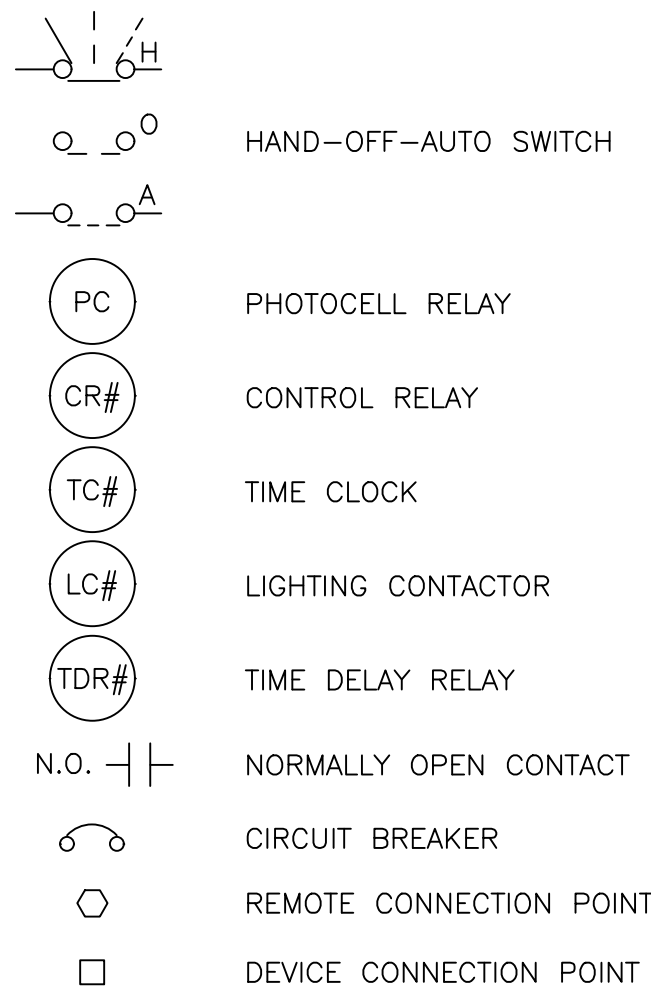 H
O
HAND-OFF-AUTO SWITCH
A
PC PHOTOCELL RELAY
CR# CONTROL RELAY
TC# TIME CLOCK
LC# LIGHTING CONTACTOR
TDR# TIME DELAY RELAY
N.O. NORMALLY OPEN CONTACT
CIRCUIT BREAKER
REMOTE CONNECTION POINT
DEVICE CONNECTION POINT